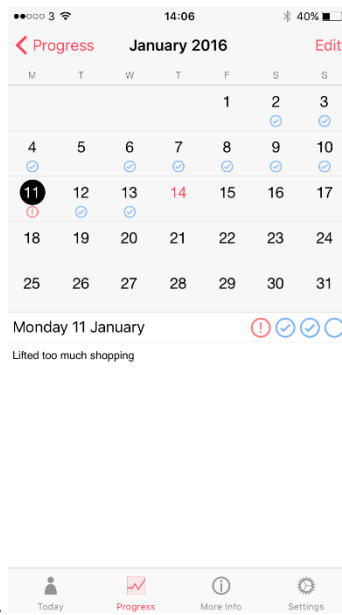 3 14:06 40%
Progress January 2016 Edit
M T W T F S S
1 2 3
4 5 6 7 8 9 10
11 12 13 14 15 16 17
18 19 20 21 22 23 24
25 26 27 28 29 30 31
Monday 11 January
Lifted too much shopping
Today Progress More Info Settings